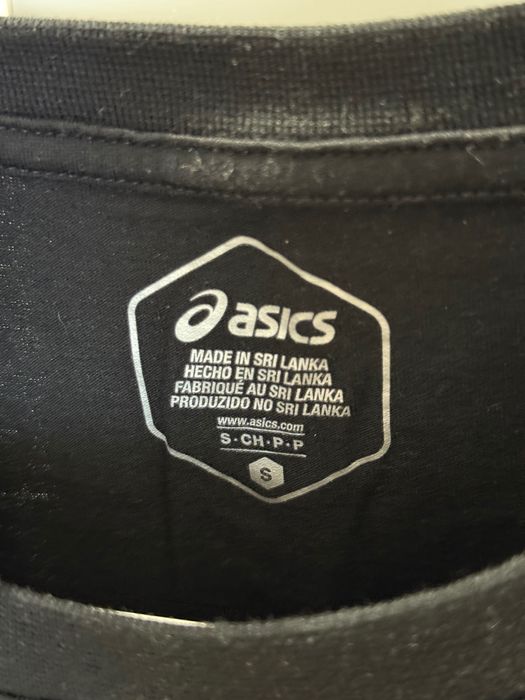 asics
MADE IN SRI LANKA
HECHO EN SRI LANKA
FABRIQUÉ AU SRI LANKA
PRODUZIDO NO SRI LANKA
www.asics.com
S·CH·P·P
S